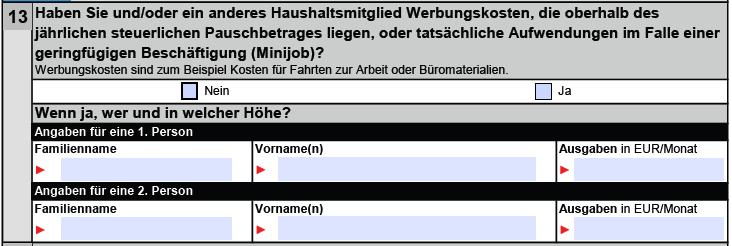 13 Haben Sie und/oder ein anderes Haushaltsmitglied Werbungskosten, die oberhalb des
jährlichen steuerlichen Pauschbetrages liegen, oder tatsächliche Aufwendungen im Falle einer
geringfügigen Beschäftigung (Minijob)?
Werbungskosten sind zum Beispiel Kosten für Fahrten zur Arbeit oder Büromaterialien.
Nein Ja
Wenn ja, wer und in welcher Höhe?
Angaben für eine 1. Person
Familienname Vorname(n) Ausgaben in EUR/Monat
Angaben für eine 2. Person
Familienname Vorname(n) Ausgaben in EUR/Monat